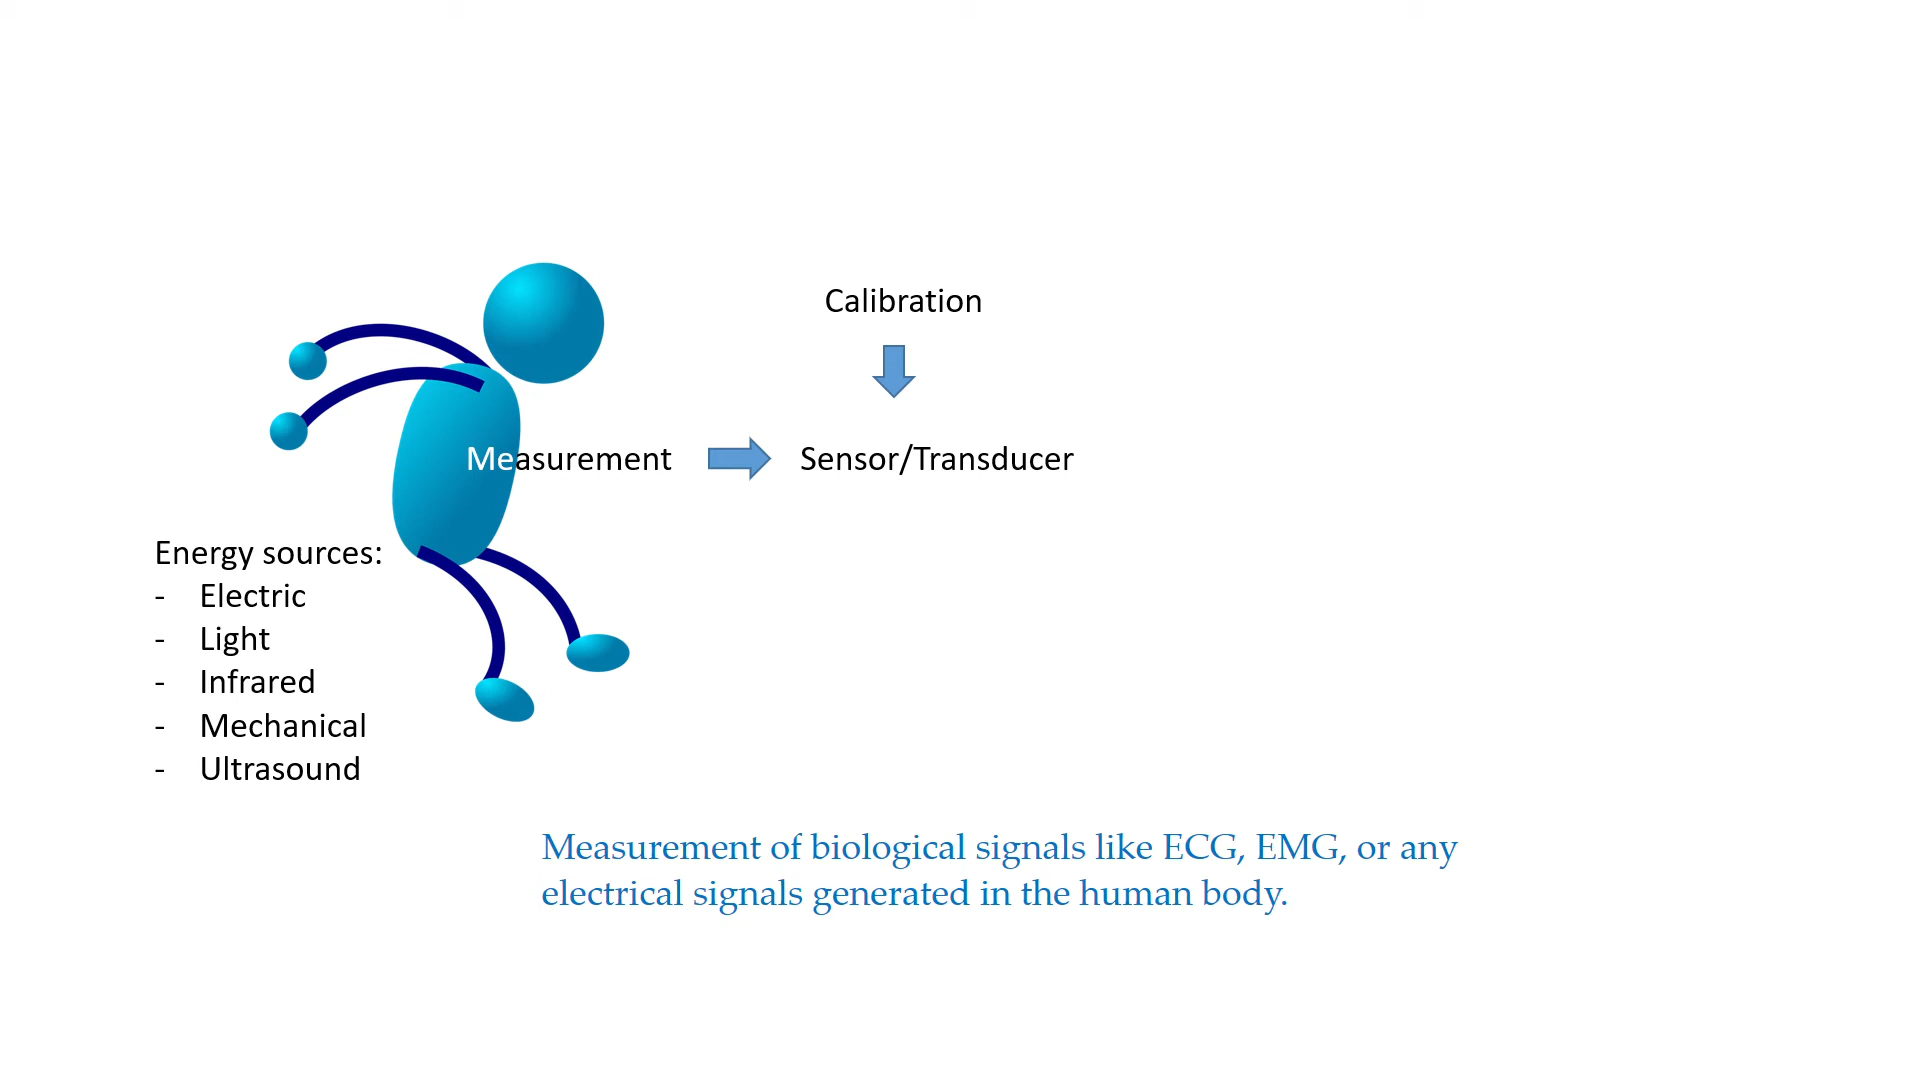 Calibration
Measurement
Sensor/Transducer
Energy sources:
- Electric
- Light
- Infrared
- Mechanical
- Ultrasound
Measurement of biological signals like ECG, EMG, or any
electrical signals generated in the human body.